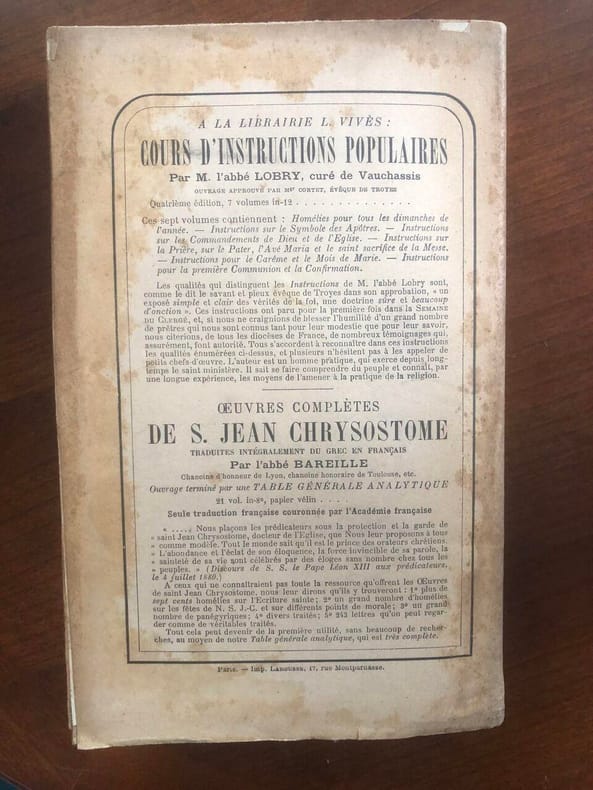 A LA LIBRAIRIE L. VIVÈS :
COURS D'INSTRUCTIONS POPULAIRES
Par M. l'abbé LOBRY, curé de Vauchassis
OUVRAGE APPROUVÉ PAR Mgr CORTET, ÉVÊQUE DE TROYES
Quatrième édition, 7 volumes in-12 . . . . . . . . . . . . . .
Ces sept volumes contiennent : Homélies pour tous les dimanches de
l'année. — Instructions sur le Symbole des Apôtres. — Instructions
sur les Commandements de Dieu et de l'Eglise. — Instructions sur
la Prière, sur le Pater, l'Avé Maria et le saint sacrifice de la Messe.
— Instructions pour le Carême et le Mois de Marie. — Instructions
pour la première Communion et la Confirmation.
Les qualités qui distinguent les Instructions de M. l'abbé Lobry sont,
comme le dit le savant et pieux évêque de Troyes dans son approbation, « un
exposé simple et clair des vérités de la foi, une doctrine sûre et beaucoup
d'onction ». Ces instructions ont paru pour la première fois dans la SEMAINE
DU CLERGÉ, et, si nous ne craignions de blesser l'humilité d'un grand nombre
de prêtres qui nous sont connus tant pour leur modestie que pour leur savoir,
nous citerions, de tous les diocèses de France, de nombreux témoignages qui,
assurément, font autorité. Tous s'accordent à reconnaître dans ces instructions
les qualités énumérées ci-dessus, et plusieurs n'hésitent pas à les appeler de
petits chefs-d'œuvre. L'auteur est un homme pratique, qui exerce depuis long-
temps le saint ministère. Il sait se faire comprendre du peuple et connaît, par
une longue expérience, les moyens de l'amener à la pratique de la religion.
ŒUVRES COMPLÈTES
DE S. JEAN CHRYSOSTOME
TRADUITES INTÉGRALEMENT DU GREC EN FRANÇAIS
Par l'abbé BAREILLE
Chanoine d'honneur de Lyon, chanoine honoraire de Toulouse, etc.
Ouvrage terminé par une TABLE GÉNÉRALE ANALYTIQUE
21 vol. in-8º, papier vélin . . . .
Seule traduction française couronnée par l'Académie française
« ....., Nous plaçons les prédicateurs sous la protection et la garde de
« saint Jean Chrysostome, docteur de l'Eglise, que Nous leur proposons à tous
« comme modèle. Tout le monde sait qu'il est le prince des orateurs chrétiens.
« L'abondance et l'éclat de son éloquence, la force invincible de sa parole, la
« sainteté de sa vie sont célébrés par des éloges sans nombre chez tous les
« peuples. » (Discours de S. S. le Pape Léon XIII aux prédicateurs,
le 4 juillet 1880.)
A ceux qui ne connaîtraient pas toute la ressource qu'offrent les Œuvres
de saint Jean Chrysostome, nous leur dirons qu'ils y trouveront : 1º plus de
sept cents homélies sur l'Ecriture sainte ; 2º un grand nombre d'homélies
sur les fêtes de N. S. J.-C. et sur différents points de morale ; 3º un grand
nombre de panégyriques ; 4º divers traités ; 5º 243 lettres qu'on peut regar-
der comme de véritables traités.
Tout cela peut devenir de la première utilité, sans beaucoup de recher-
ches, au moyen de notre Table générale analytique, qui est très complète.
Paris. — Imp. Larousse, 17, rue Montparnasse.